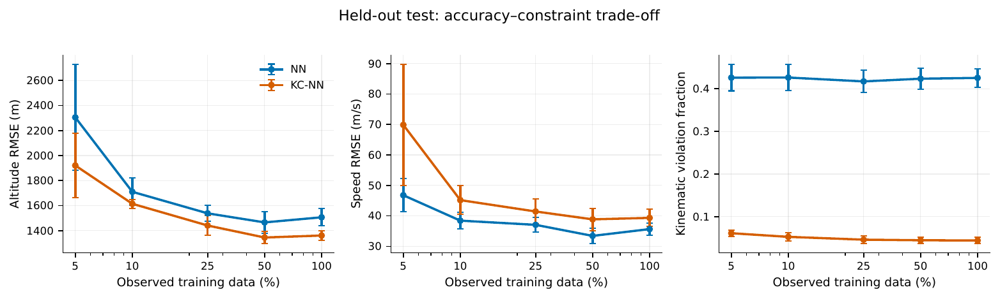 Held-out test: accuracy–constraint trade-off
NN
KC-NN
Altitude RMSE (m)
2600
2400
2200
2000
1800
1600
1400
5 10 25 50 100
Observed training data (%)
Speed RMSE (m/s)
90
80
70
60
50
40
30
5 10 25 50 100
Observed training data (%)
Kinematic violation fraction
0.4
0.3
0.2
0.1
5 10 25 50 100
Observed training data (%)